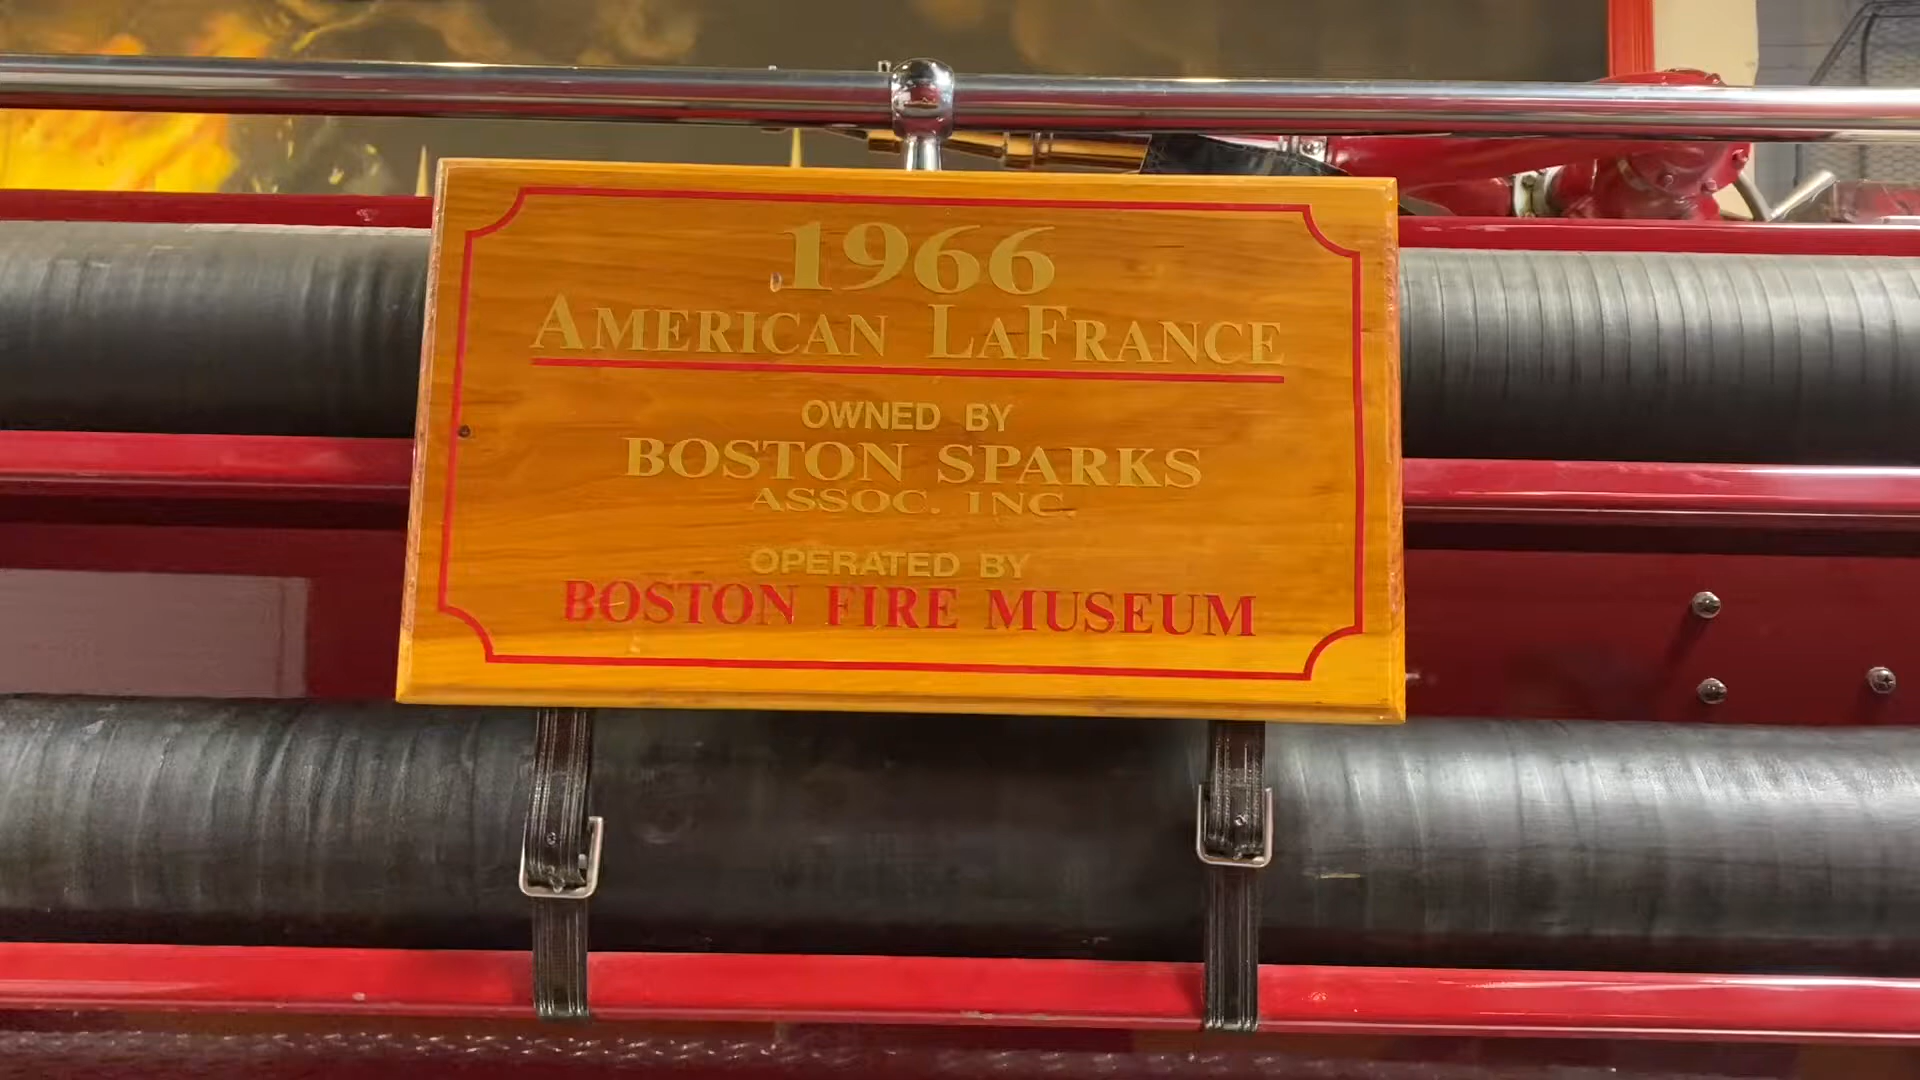 1966
AMERICAN LAFRANCE
OWNED BY
BOSTON SPARKS
ASSOC. INC.
OPERATED BY
BOSTON FIRE MUSEUM